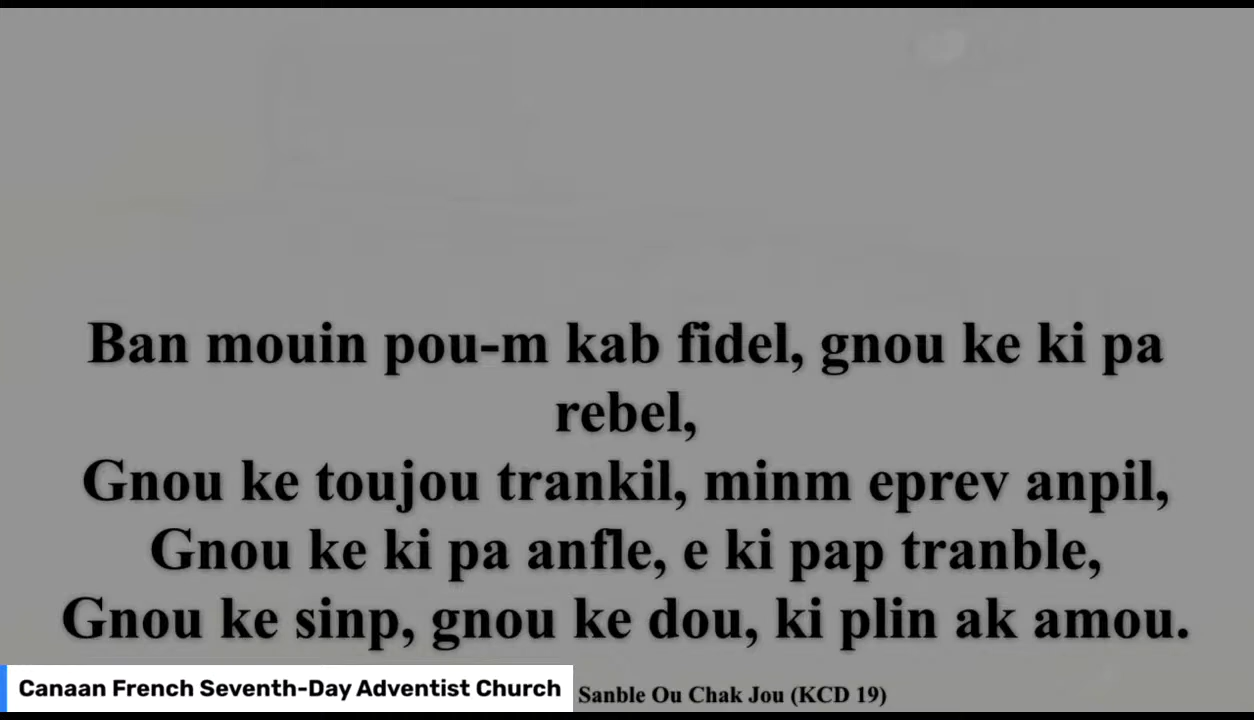 Ban mouin pou-m kab fidel, gnou ke ki pa
rebel,
Gnou ke toujou trankil, minm eprev anpil,
Gnou ke ki pa anfle, e ki pap tranble,
Gnou ke sinp, gnou ke dou, ki plin ak amou.
Canaan French Seventh-Day Adventist Church
Sanble Ou Chak Jou (KCD 19)